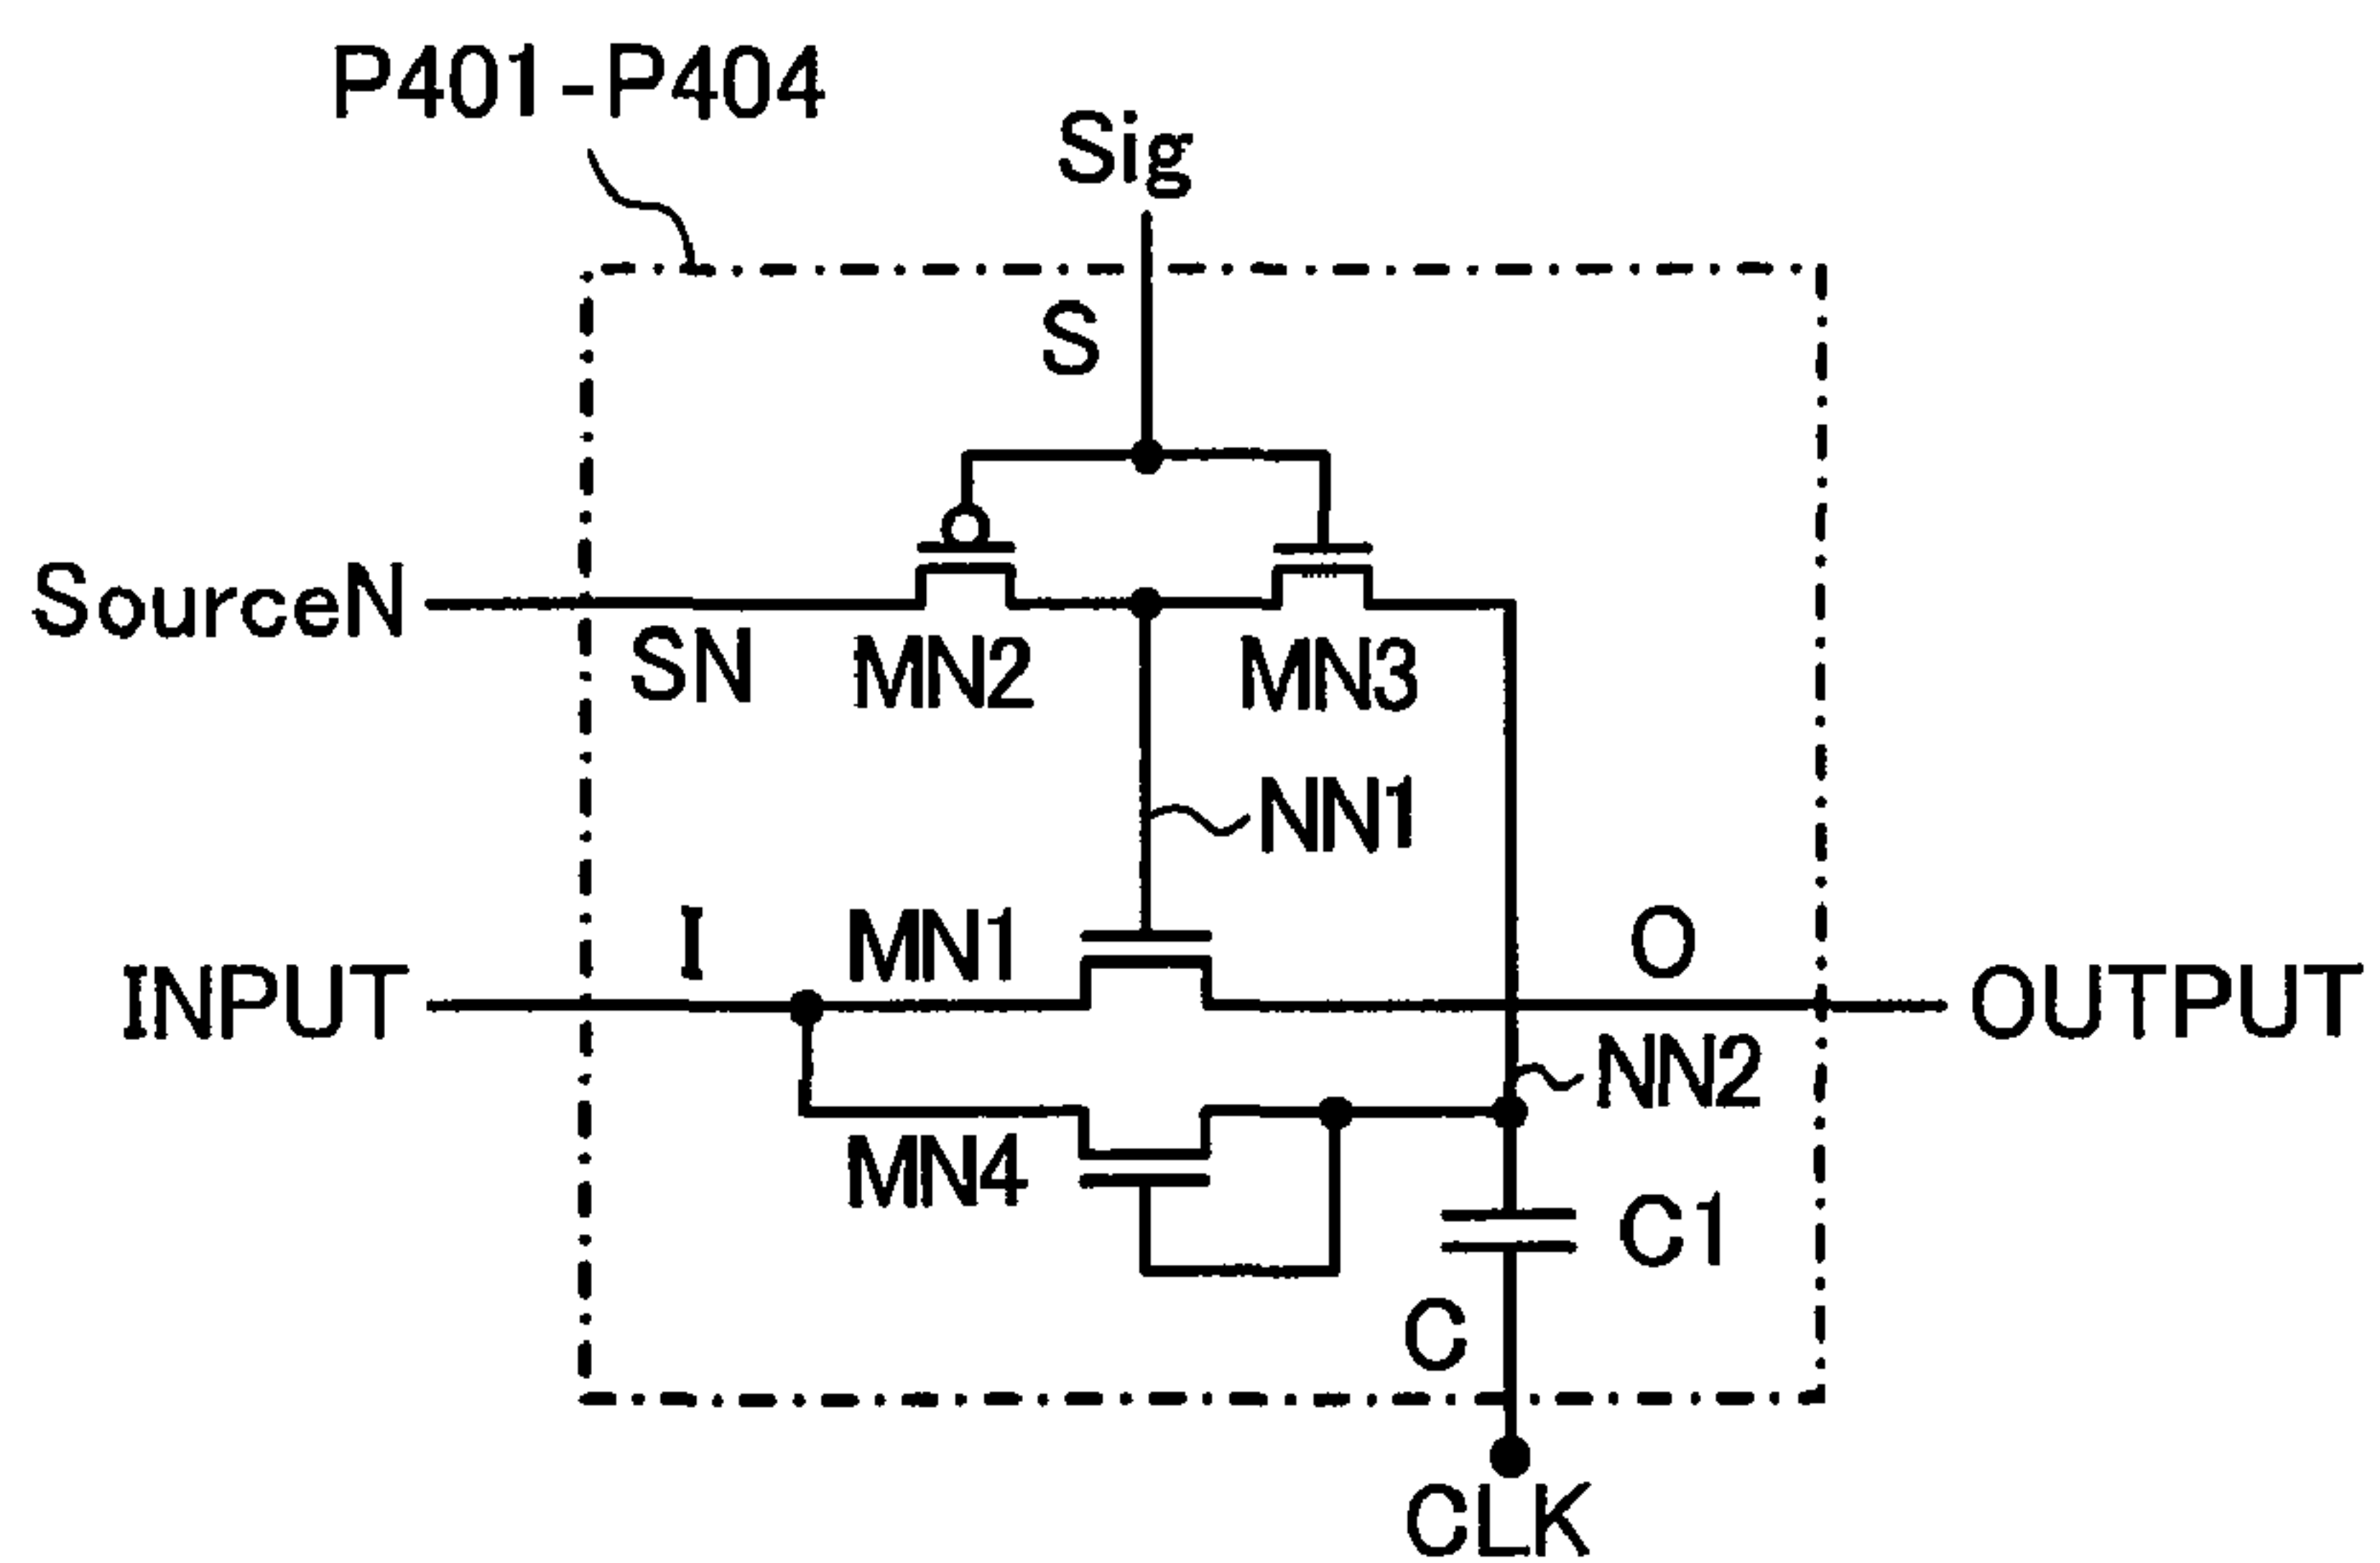 P401-P404
Sig
S
SourceN
SN
MN2
MN3
NN1
I
MN1
O
INPUT
OUTPUT
NN2
MN4
C1
C
CLK